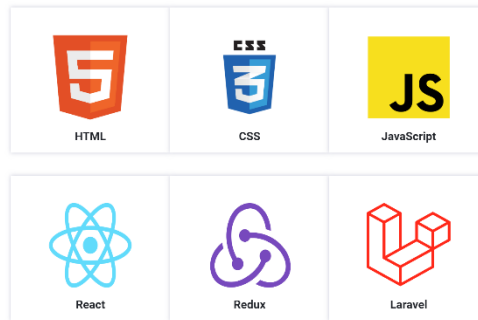 CSS
5
3
JS
HTML
CSS
JavaScript
React
Redux
Laravel